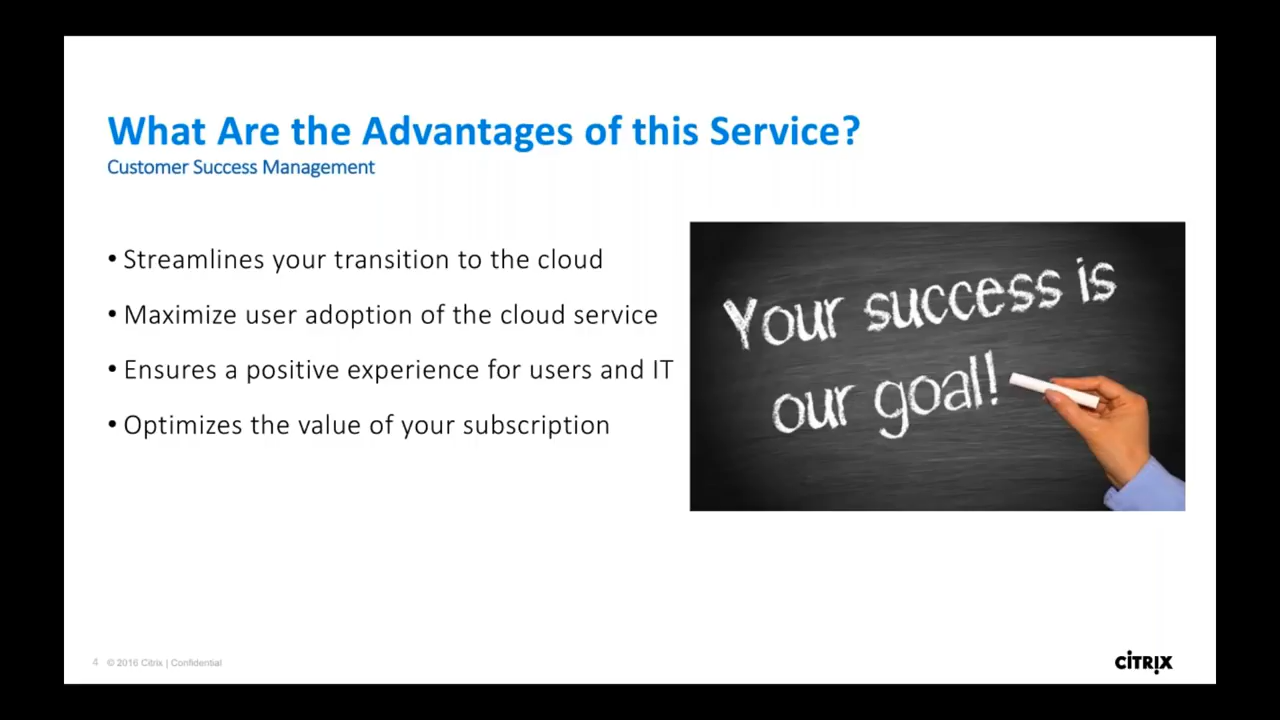 What Are the Advantages of this Service?
Customer Success Management
• Streamlines your transition to the cloud
• Maximize user adoption of the cloud service
• Ensures a positive experience for users and IT
• Optimizes the value of your subscription
Your success is
our goal!
4 © 2016 Citrix | Confidential
CİTRIX